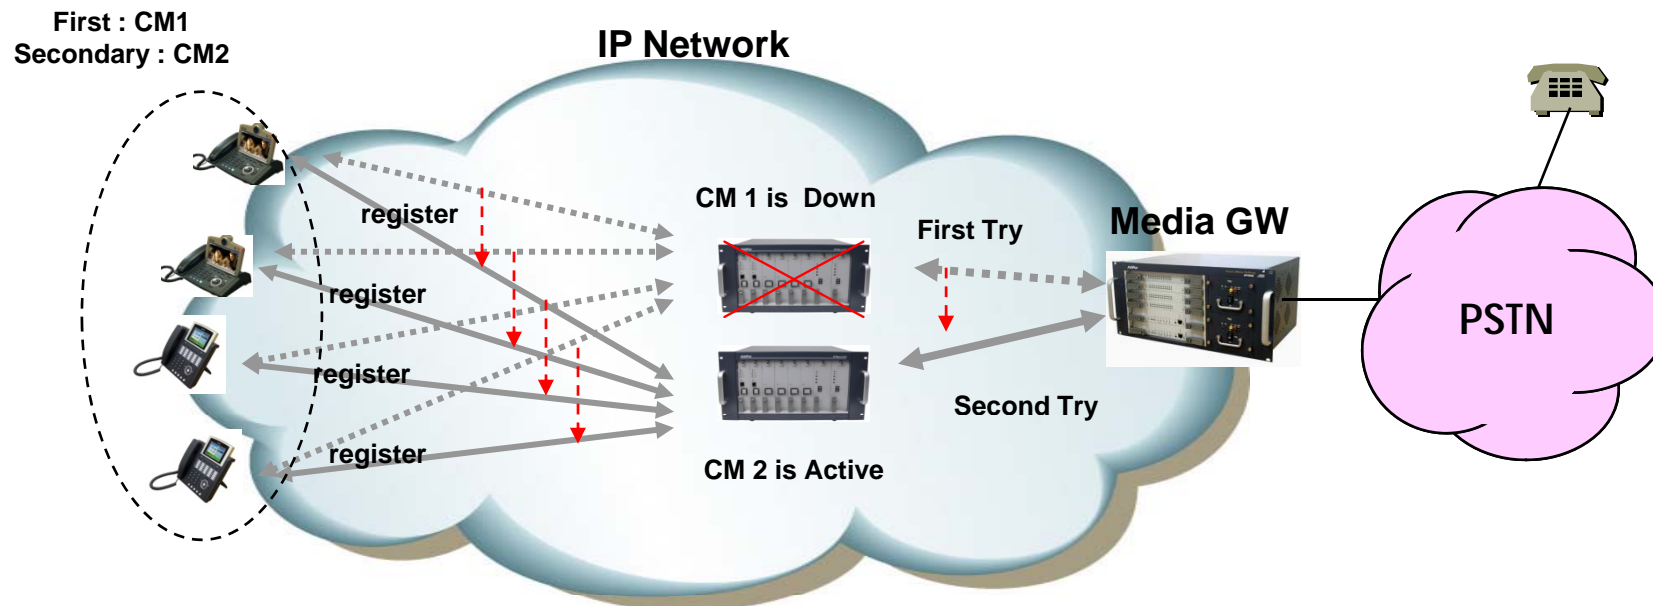 First : CM1
Secondary : CM2
IP Network
CM 1 is  Down
register
First Try
Media GW
register
PSTN
register
Second Try
register
CM 2 is Active